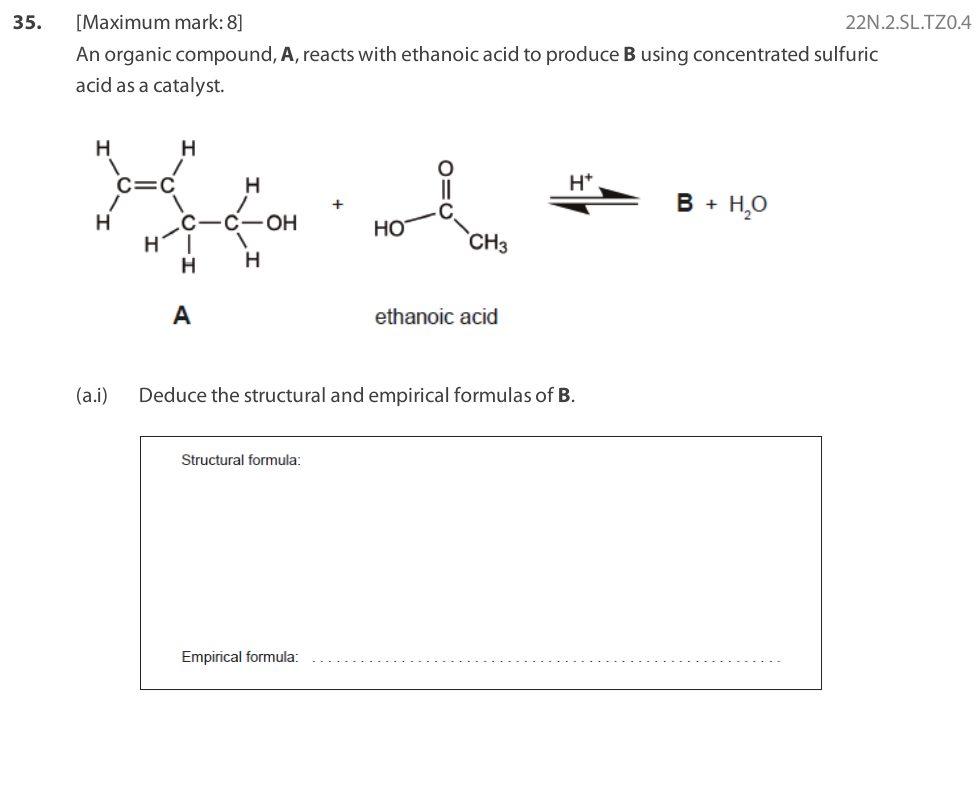 35. [Maximum mark: 8] 22N.2.SL.TZ0.4
An organic compound, A, reacts with ethanoic acid to produce B using concentrated sulfuric
acid as a catalyst.
H H O
C=C H H⁺
H C—C—OH + HO C CH₃ B + H₂O
H H H
A ethanoic acid
(a.i) Deduce the structural and empirical formulas of B.
Structural formula:
Empirical formula: ............................................................